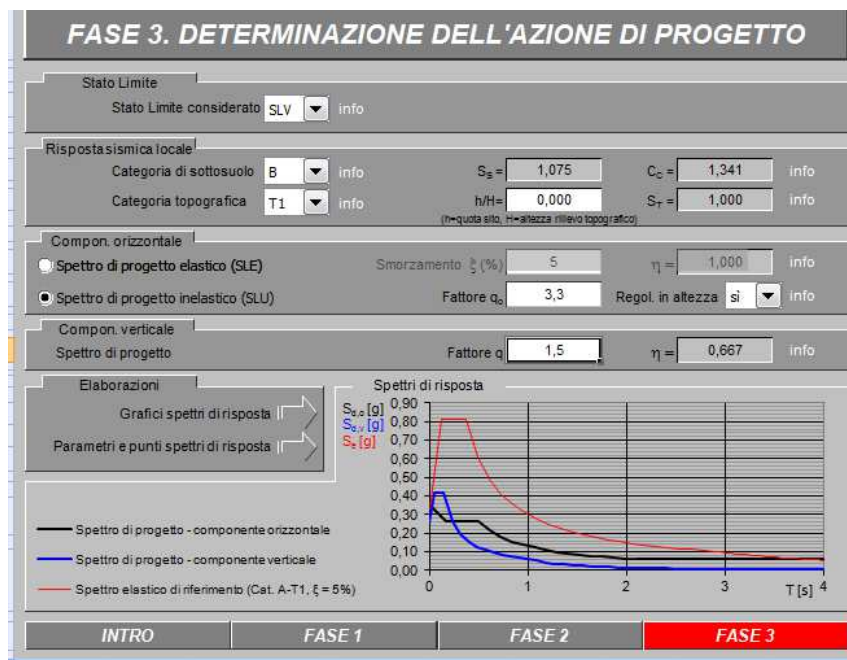 FASE 3. DETERMINAZIONE DELL'AZIONE DI PROGETTO
Stato Limite
Stato Limite considerato SLV info
Risposta sismica locale
Categoria di sottosuolo B info Ss = 1,075 Cc = 1,341 info
Categoria topografica T1 info h/H= 0,000 ST = 1,000 info
(h=quota sito, H=altezza rilievo topografico)
Compon. orizzontale
Spettro di progetto elastico (SLE) Smorzamento ξ (%) 5 η = 1,000 info
Spettro di progetto inelastico (SLU) Fattore qo 3,3 Regol. in altezza sì info
Compon. verticale
Spettro di progetto Fattore q 1,5 η = 0,667 info
Elaborazioni
Grafici spettri di risposta
Parametri e punti spettri di risposta
Spettri di risposta
Sd,o [g]
Sd,v [g]
Se [g]
0,90
0,80
0,70
0,60
0,50
0,40
0,30
0,20
0,10
0,00
0 1 2 3 T [s] 4
Spettro di progetto - componente orizzontale
Spettro di progetto - componente verticale
Spettro elastico di riferimento (Cat. A-T1, ξ = 5%)
INTRO FASE 1 FASE 2 FASE 3